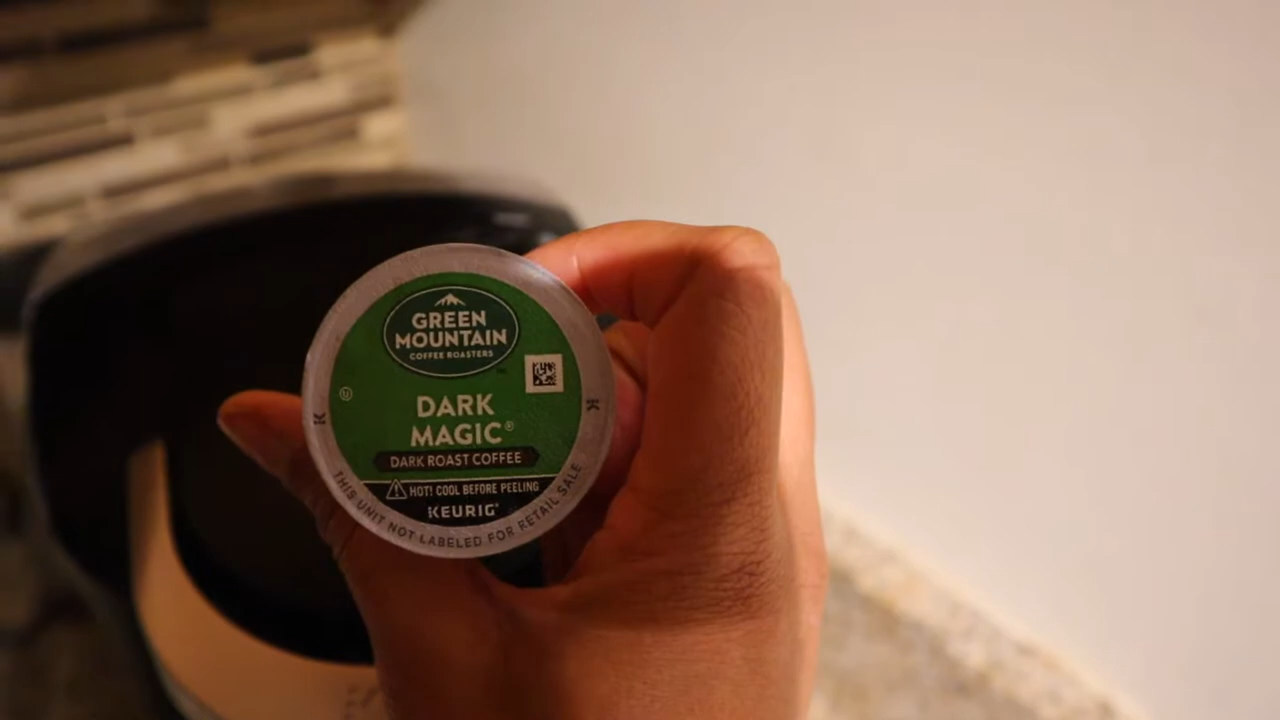 GREEN
MOUNTAIN
COFFEE ROASTERS
DARK
MAGIC®
DARK ROAST COFFEE
HOT! COOL BEFORE PEELING
KEURIG®
THIS UNIT NOT LABELED FOR RETAIL SALE
U
K
K